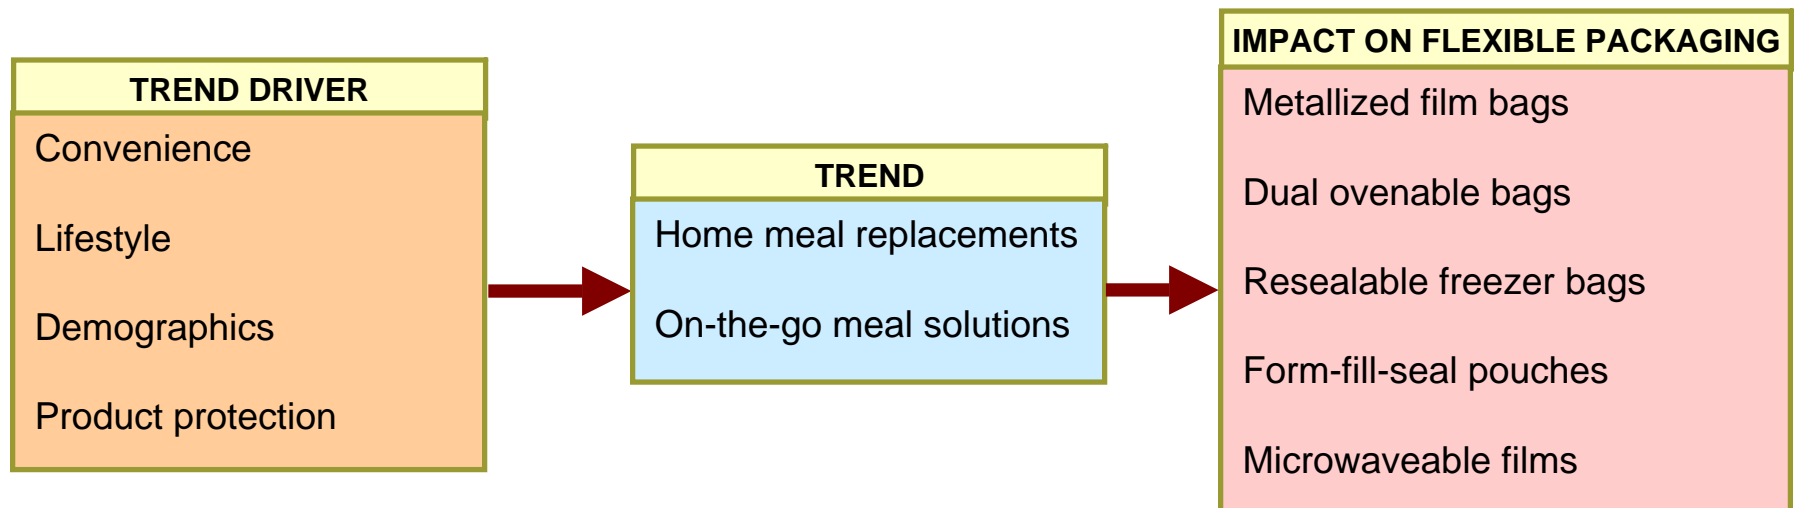 TREND DRIVER
Convenience
Lifestyle
Demographics
Product protection
TREND
Home meal replacements
On-the-go meal solutions
IMPACT ON FLEXIBLE PACKAGING
Metallized film bags
Dual ovenable bags
Resealable freezer bags
Form-fill-seal pouches
Microwaveable films